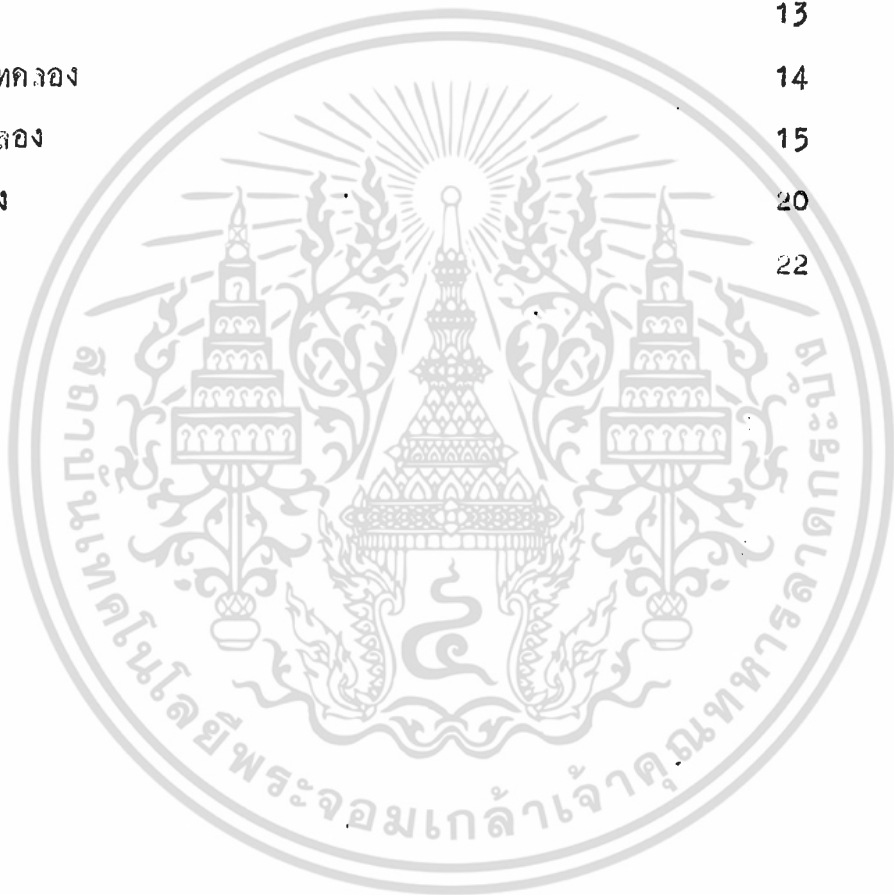 13
ทดลอง 14
ลอง 15
ง 20
22
สถาบันเทคโนโลยีพระจอมเกล้าเจ้าคุณทหารลาดกระบัง